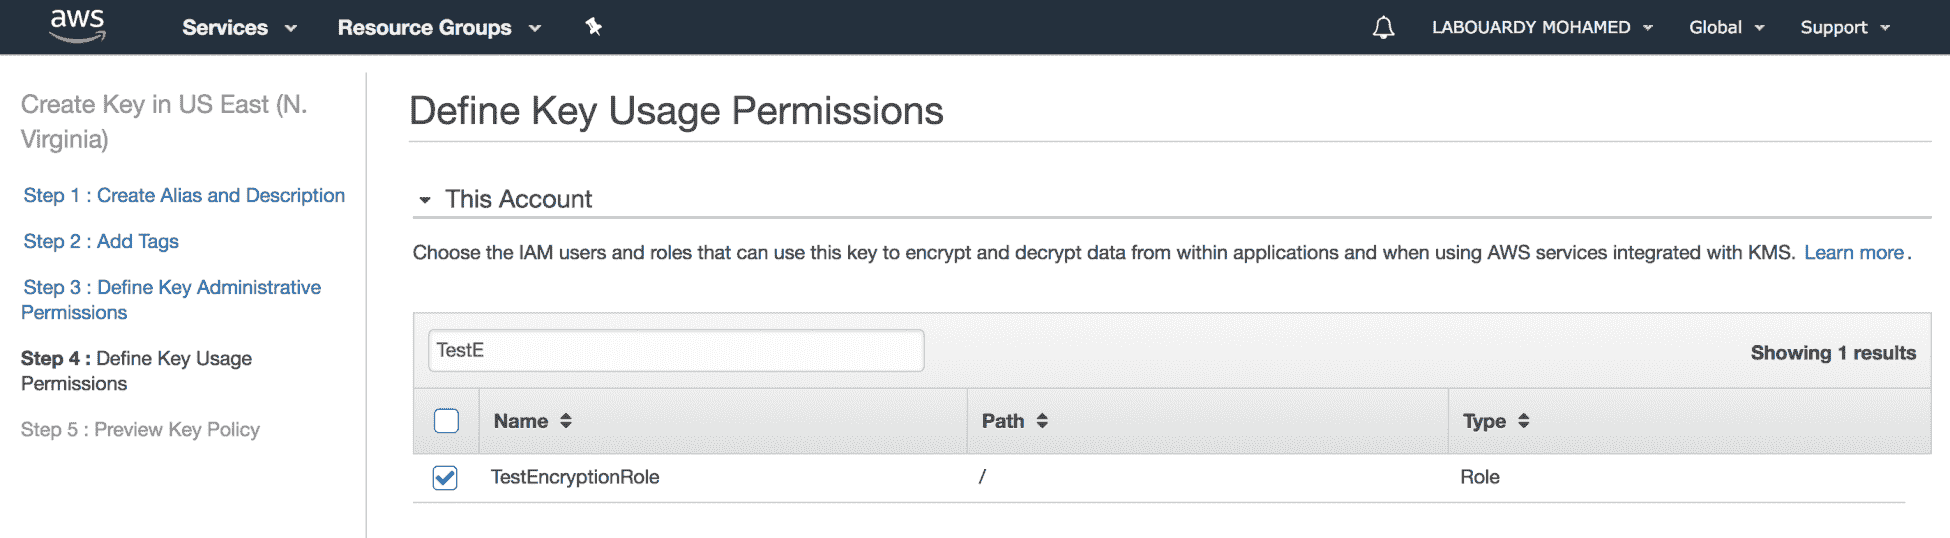 aws Services Resource Groups LABOUARDY MOHAMED Global Support
Create Key in US East (N.
Virginia)
Step 1 : Create Alias and Description
Step 2 : Add Tags
Step 3 : Define Key Administrative
Permissions
Step 4 : Define Key Usage
Permissions
Step 5 : Preview Key Policy
Define Key Usage Permissions
This Account
Choose the IAM users and roles that can use this key to encrypt and decrypt data from within applications and when using AWS services integrated with KMS. Learn more.
TestE
Showing 1 results
Name Path Type
TestEncryptionRole / Role